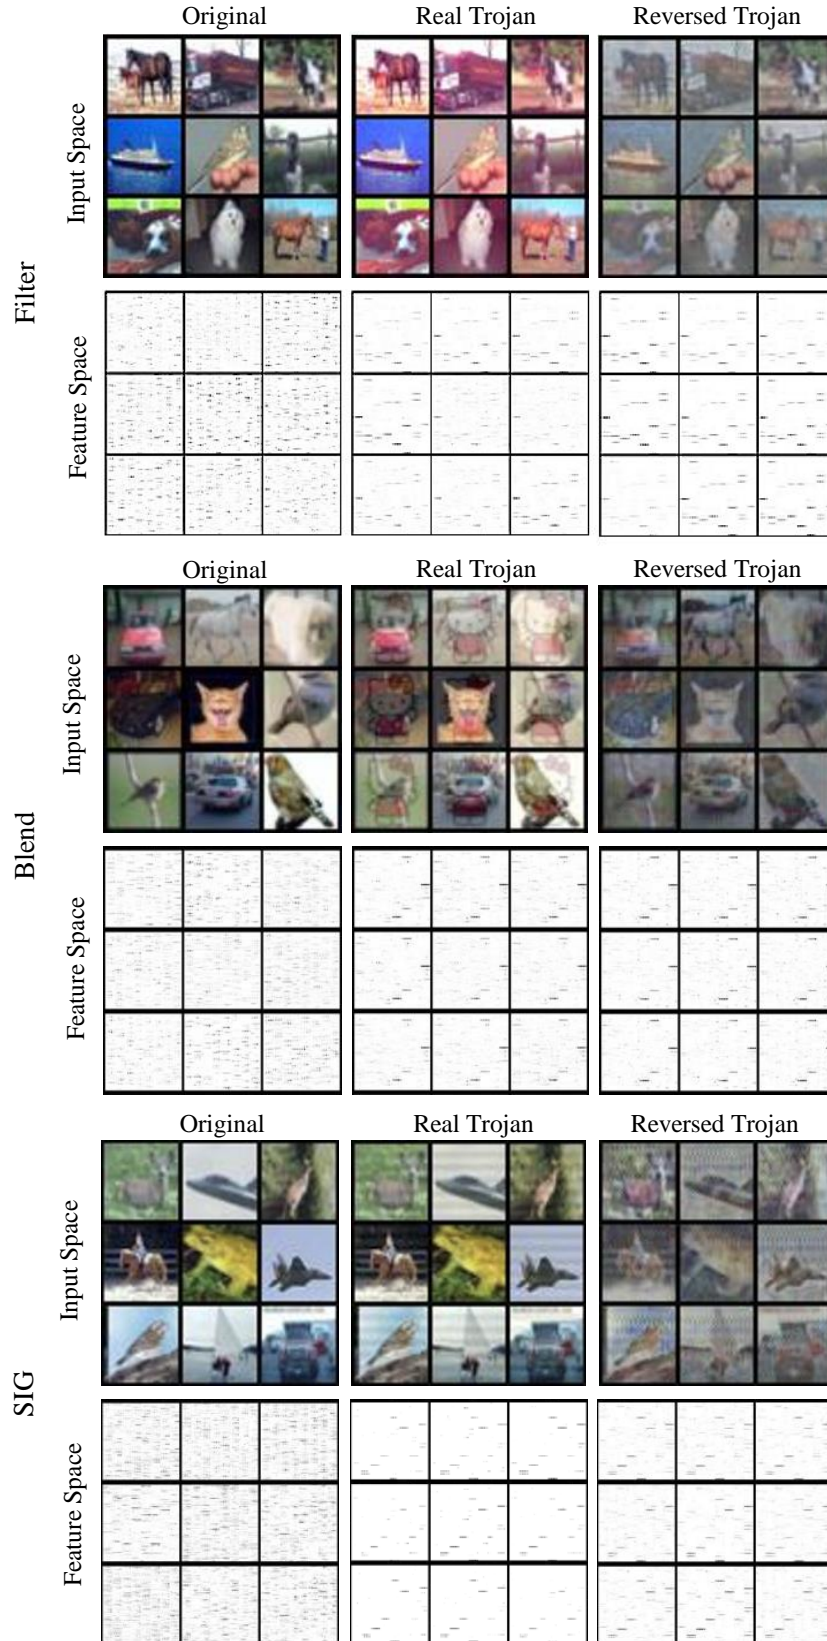 Original Real Trojan Reversed Trojan
Input Space
Filter
Feature Space
Original Real Trojan Reversed Trojan
Input Space
Blend
Feature Space
Original Real Trojan Reversed Trojan
Input Space
SIG
Feature Space